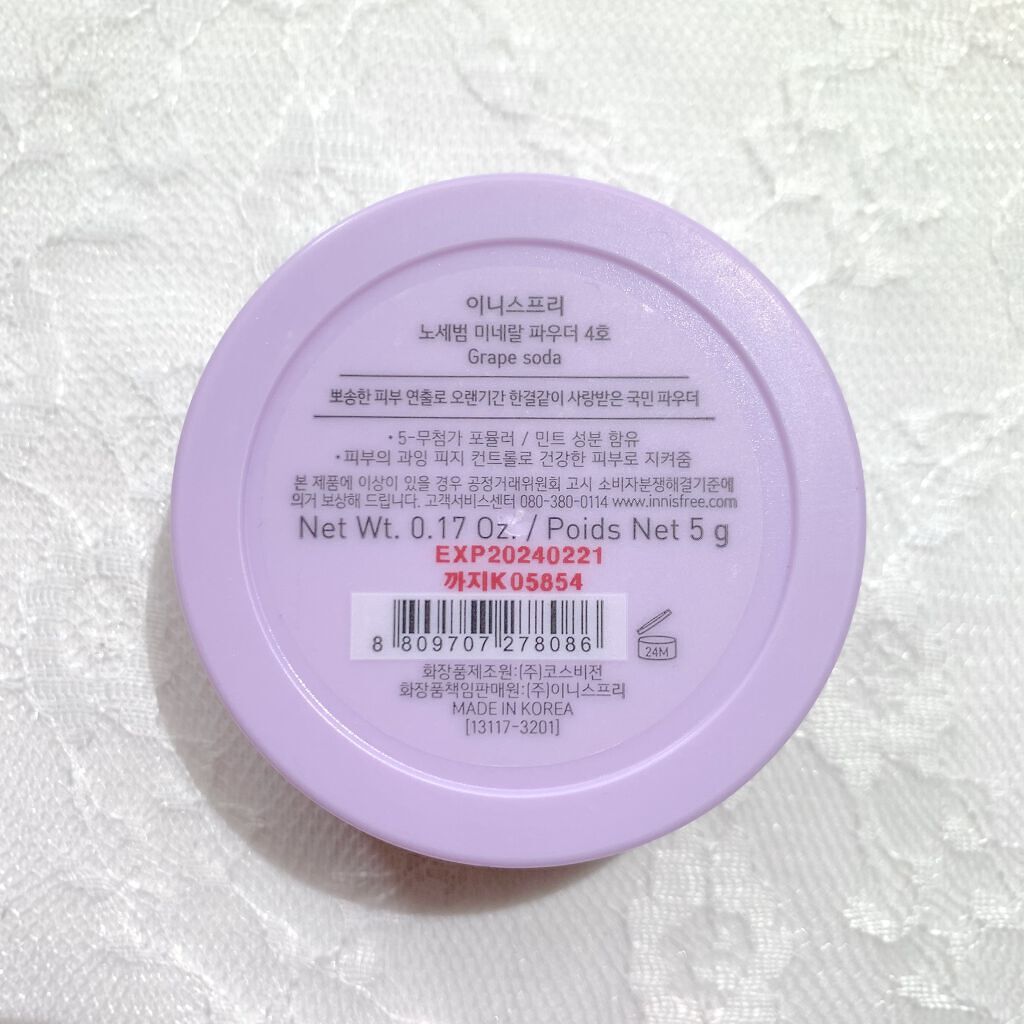 이니스프리
노세범 미네랄 파우더 4호
Grape soda
뽀송한 피부 연출로 오랜기간 한결같이 사랑받은 국민 파우더
• 5-무첨가 포뮬러 / 민트 성분 함유
• 피부의 과잉 피지 컨트롤로 건강한 피부로 지켜줌
본 제품에 이상이 있을 경우 공정거래위원회 고시 소비자분쟁해결기준에
의거 보상해 드립니다. 고객서비스센터 080-380-0114 www.innisfree.com
Net Wt. 0.17 Oz. / Poids Net 5 g
EXP20240221
까지K05854
8 809707 278086
24M
화장품제조원:(주)코스비전
화장품책임판매원:(주)이니스프리
MADE IN KOREA
[13117-3201]